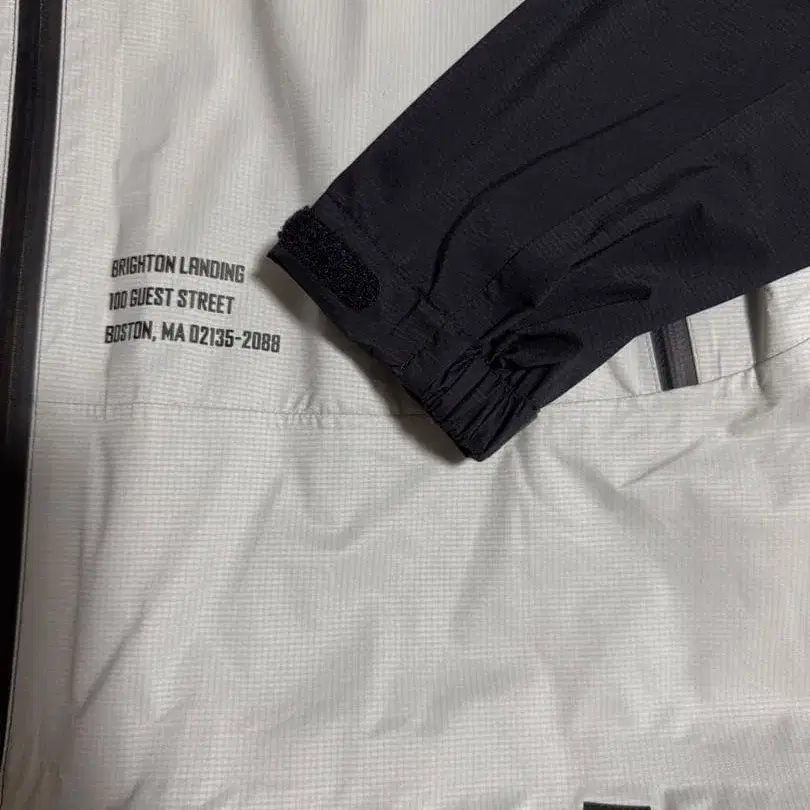 BRIGHTON LANDING
100 GUEST STREET
BOSTON, MA 02135-2088